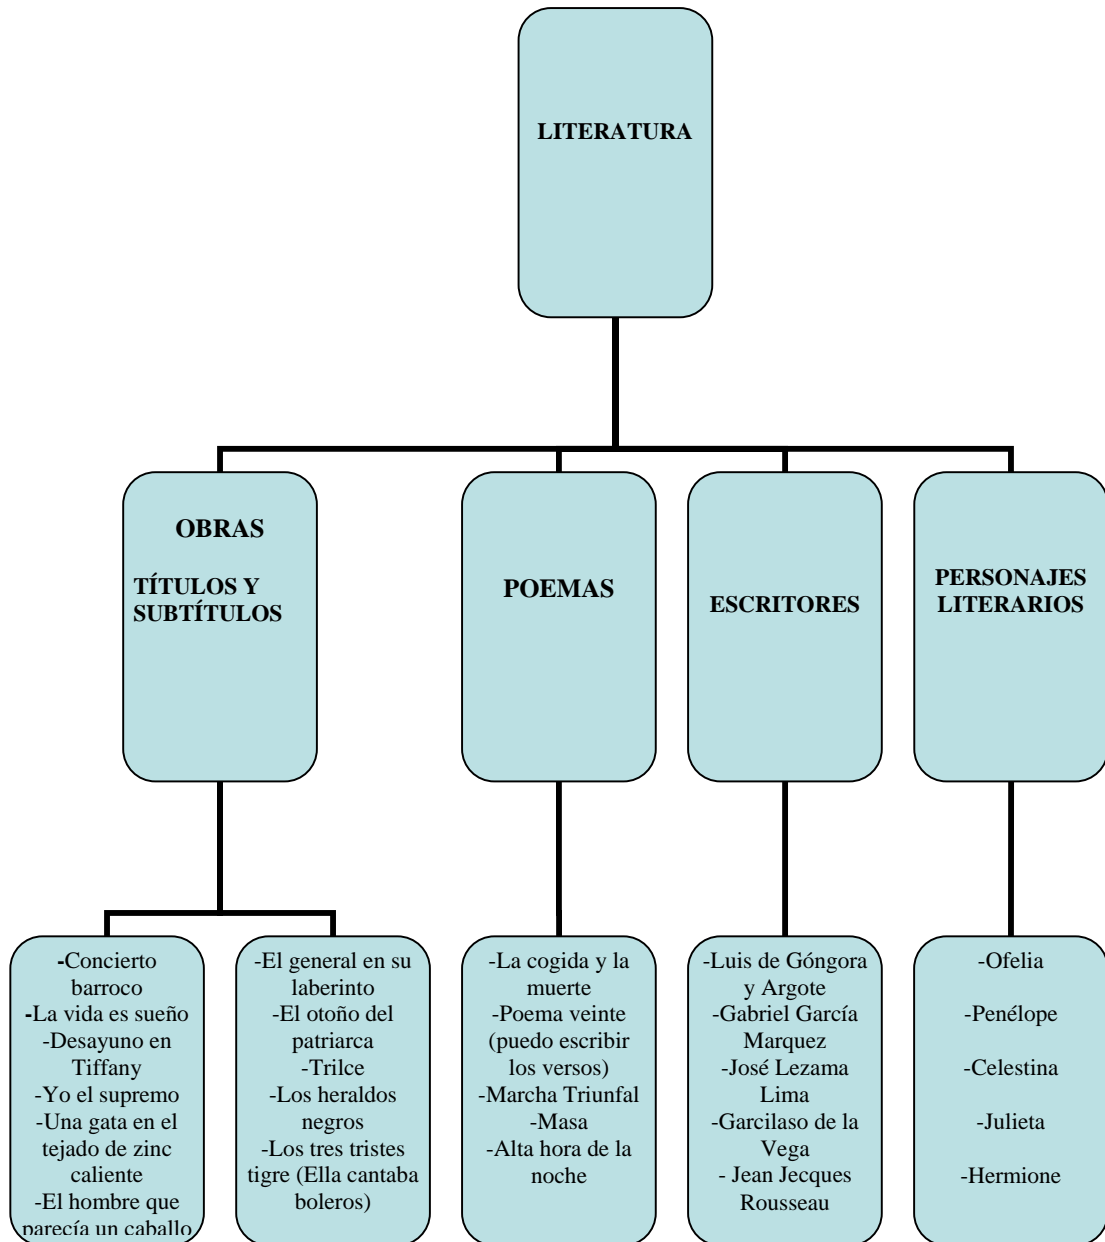 LITERATURA
OBRAS
TÍTULOS Y
SUBTÍTULOS
POEMAS
ESCRITORES
PERSONAJES
LITERARIOS
-Concierto
barroco
-La vida es sueño
-Desayuno en
Tiffany
-Yo el supremo
-Una gata en el
tejado de zinc
caliente
-El hombre que
parecía un caballo
-El general en su
laberinto
-El otoño del
patriarca
-Trilce
-Los heraldos
negros
-Los tres tristes
tigre (Ella cantaba
boleros)
-La cogida y la
muerte
-Poema veinte
(puedo escribir
los versos)
-Marcha Triunfal
-Masa
-Alta hora de la
noche
-Luis de Góngora
y Argote
-Gabriel García
Marquez
-José Lezama
Lima
-Garcilaso de la
Vega
- Jean Jecques
Rousseau
-Ofelia
-Penélope
-Celestina
-Julieta
-Hermione